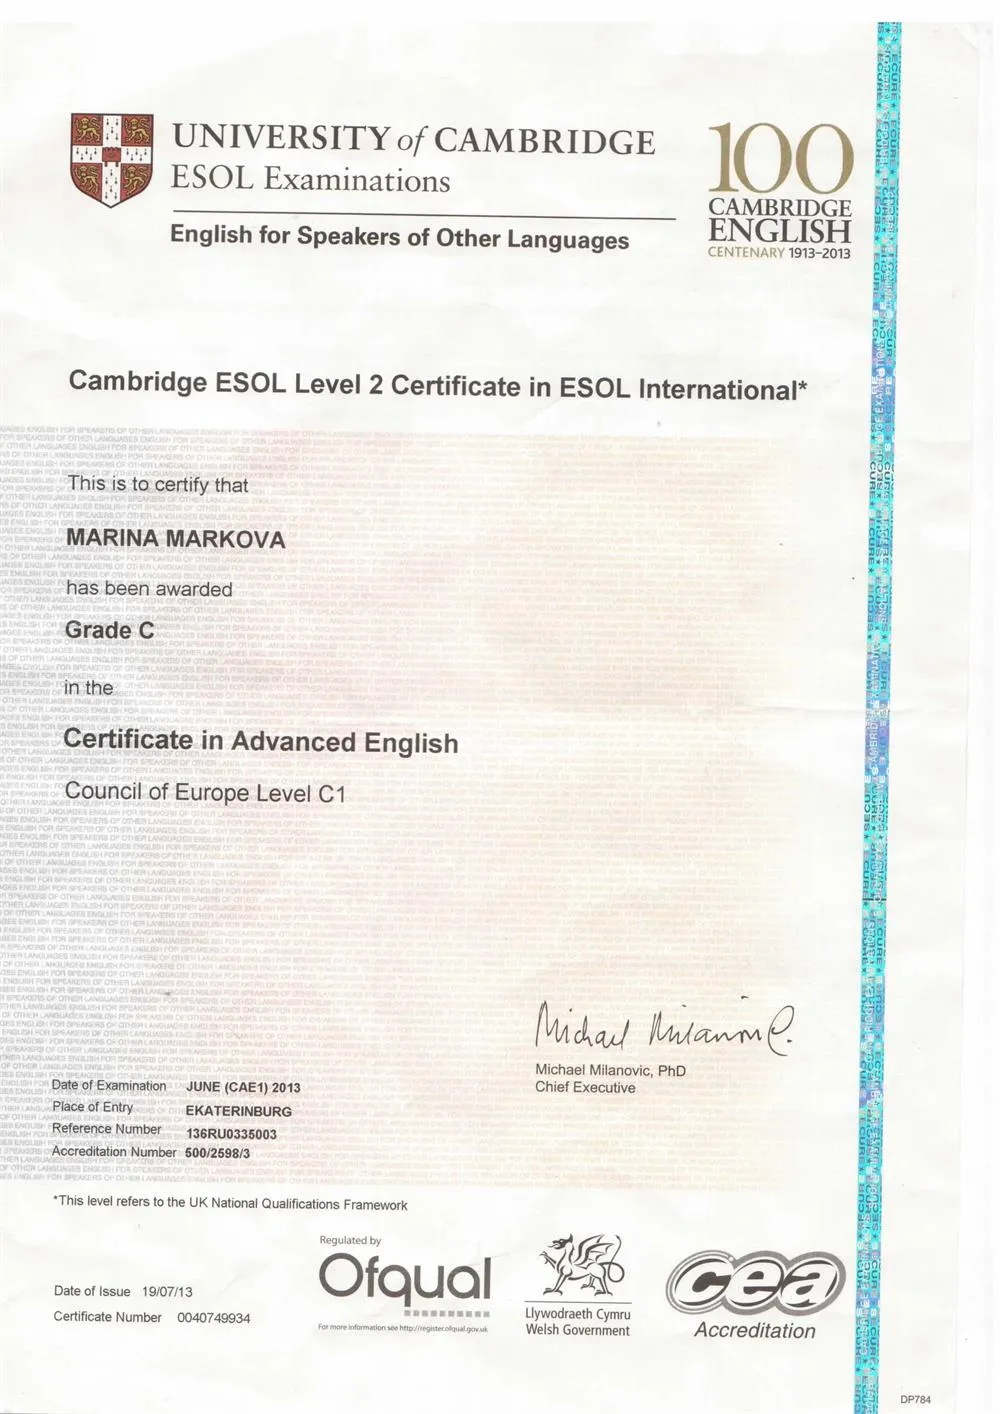 UNIVERSITY of CAMBRIDGE
ESOL Examinations
English for Speakers of Other Languages
100
CAMBRIDGE
ENGLISH
CENTENARY 1913–2013
Cambridge ESOL Level 2 Certificate in ESOL International*
This is to certify that
MARINA MARKOVA
has been awarded
Grade C
in the
Certificate in Advanced English
Council of Europe Level C1
Michael Milanovic
Michael Milanovic, PhD
Chief Executive
Date of Examination JUNE (CAE1) 2013
Place of Entry EKATERINBURG
Reference Number 136RU0335003
Accreditation Number 500/2598/3
*This level refers to the UK National Qualifications Framework
Date of Issue 19/07/13
Certificate Number 0040749934
Regulated by
Ofqual
For more information see http://register.ofqual.gov.uk
Llywodraeth Cymru
Welsh Government
cea
Accreditation
DP784